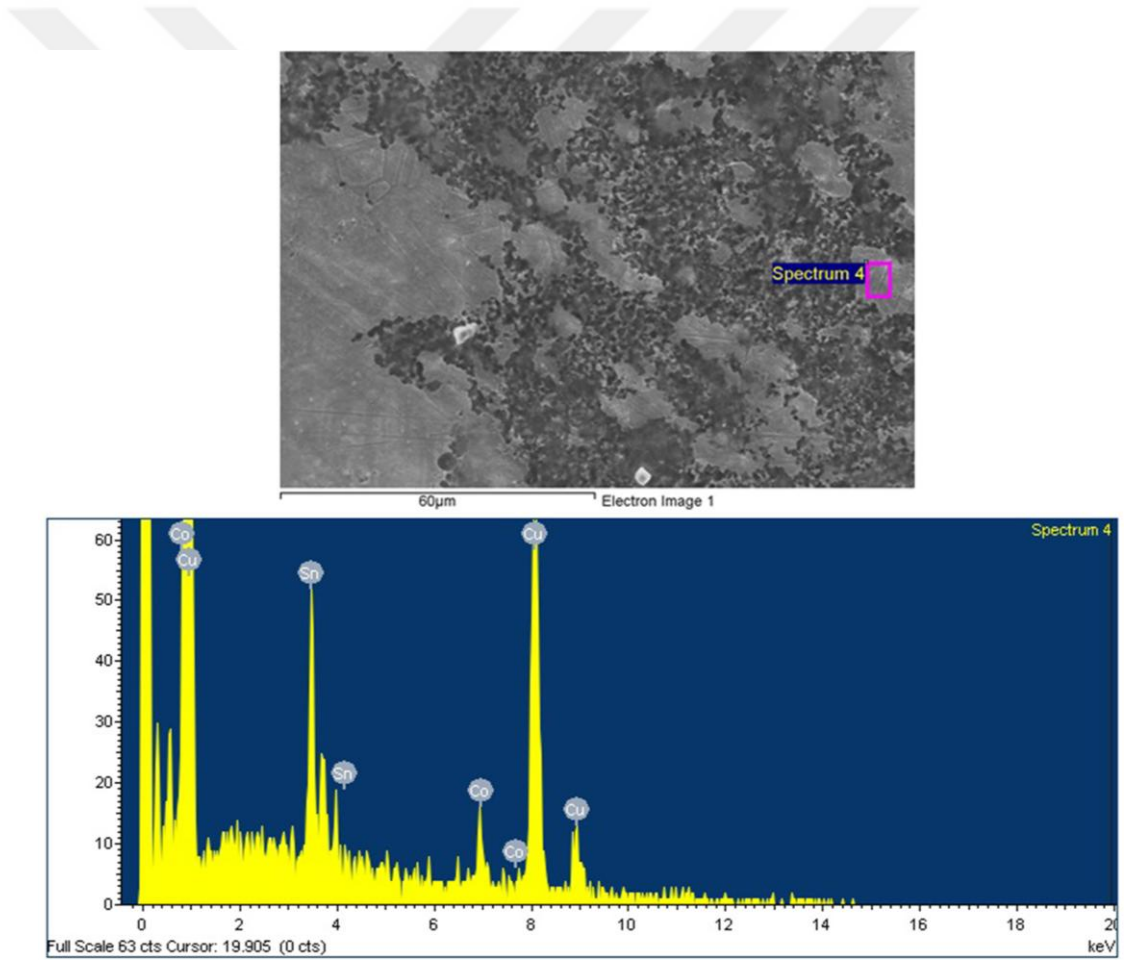 Spectrum 4
60µm Electron Image 1
Spectrum 4
60
50
40
30
20
10
0
Co
Cu
Sn
Sn
Co
Co
Cu
Cu
0 2 4 6 8 10 12 14 16 18 20
Full Scale 63 cts Cursor: 19.905 (0 cts) keV